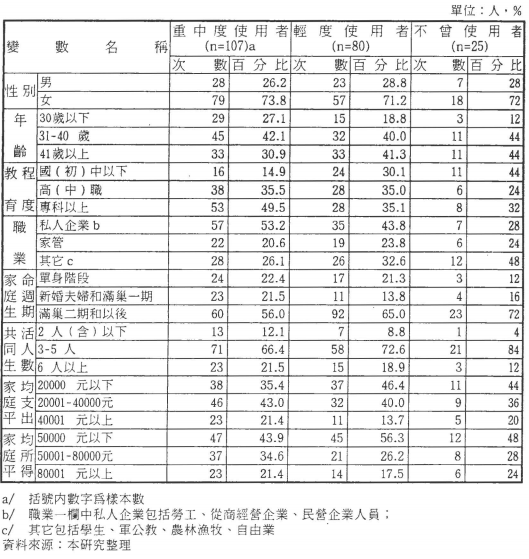 單位：人，%
變數名稱 重中度使用者 (n=107)a 輕度使用者 (n=80) 不曾使用者 (n=25)
次數 百分比 次數 百分比 次數 百分比
性別 男 28 26.2 23 28.8 7 28
女 79 73.8 57 71.2 18 72
年齡 30歲以下 29 27.1 15 18.8 3 12
31-40 歲 45 42.1 32 40.0 11 44
41歲以上 33 30.9 33 41.3 11 44
教育程度 國(初)中以下 16 14.9 24 30.1 11 44
高(中)職 38 35.5 28 35.0 6 24
專科以上 53 49.5 28 35.1 8 32
職業 私人企業 b 57 53.2 35 43.8 7 28
家管 22 20.6 19 23.8 6 24
其它 c 28 26.1 26 32.6 12 48
家庭生命週期 單身階段 24 22.4 17 21.3 3 12
新婚夫婦和滿巢一期 23 21.5 11 13.8 4 16
滿巢二期和以後 60 56.0 92 65.0 23 72
共同生活人數 2 人(含)以下 13 12.1 7 8.8 1 4
3-5 人 71 66.4 58 72.6 21 84
6 人以上 23 21.5 15 18.9 3 12
家庭平均支出 20000 元以下 38 35.4 37 46.4 11 44
20001-40000元 46 43.0 32 40.0 9 36
40001 元以上 23 21.4 11 13.7 5 20
家庭平均所得 50000 元以下 47 43.9 45 56.3 12 48
50001-80000元 37 34.6 21 26.2 8 28
80001 元以上 23 21.4 14 17.5 6 24
a/ 括號內數字爲樣本數
b/ 職業一欄中私人企業包括勞工、從商經營企業、民營企業人員；
c/ 其它包括學生、軍公教、農林漁牧、自由業
資料來源：本研究整理